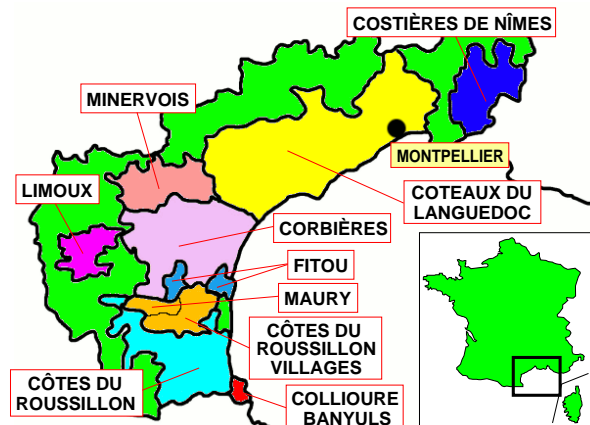 COSTIÈRES DE NÎMES
MINERVOIS
MONTPELLIER
LIMOUX
COTEAUX DU
LANGUEDOC
CORBIÈRES
FITOU
MAURY
CÔTES DU
ROUSSILLON
VILLAGES
CÔTES DU
ROUSSILLON
COLLIOURE
BANYULS